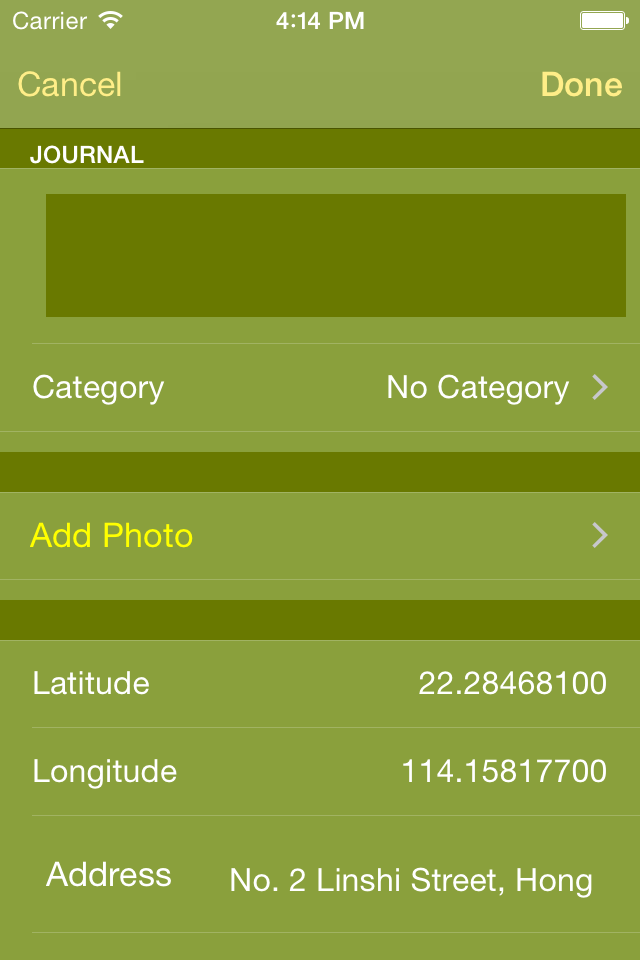 Carrier 4:14 PM
Cancel Done
JOURNAL
Category No Category
Add Photo
Latitude 22.28468100
Longitude 114.15817700
Address No. 2 Linshi Street, Hong